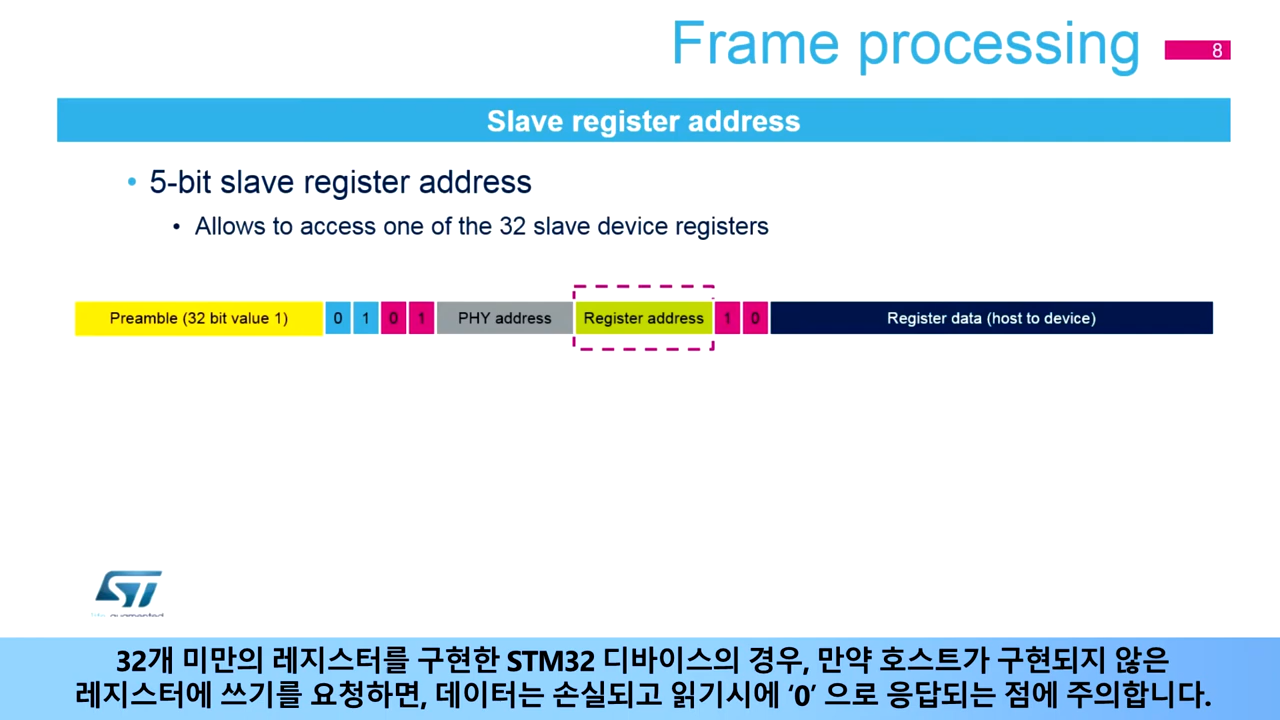 Frame processing
8
Slave register address
• 5-bit slave register address
• Allows to access one of the 32 slave device registers
Preamble (32 bit value 1) 0 1 0 1 PHY address Register address 1 0 Register data (host to device)
ST
32개 미만의 레지스터를 구현한 STM32 디바이스의 경우, 만약 호스트가 구현되지 않은
레지스터에 쓰기를 요청하면, 데이터는 손실되고 읽기시에 ‘0’ 으로 응답되는 점에 주의합니다.